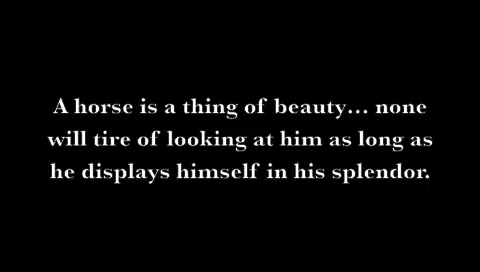 A horse is a thing of beauty... none
will tire of looking at him as long as
he displays himself in his splendor.